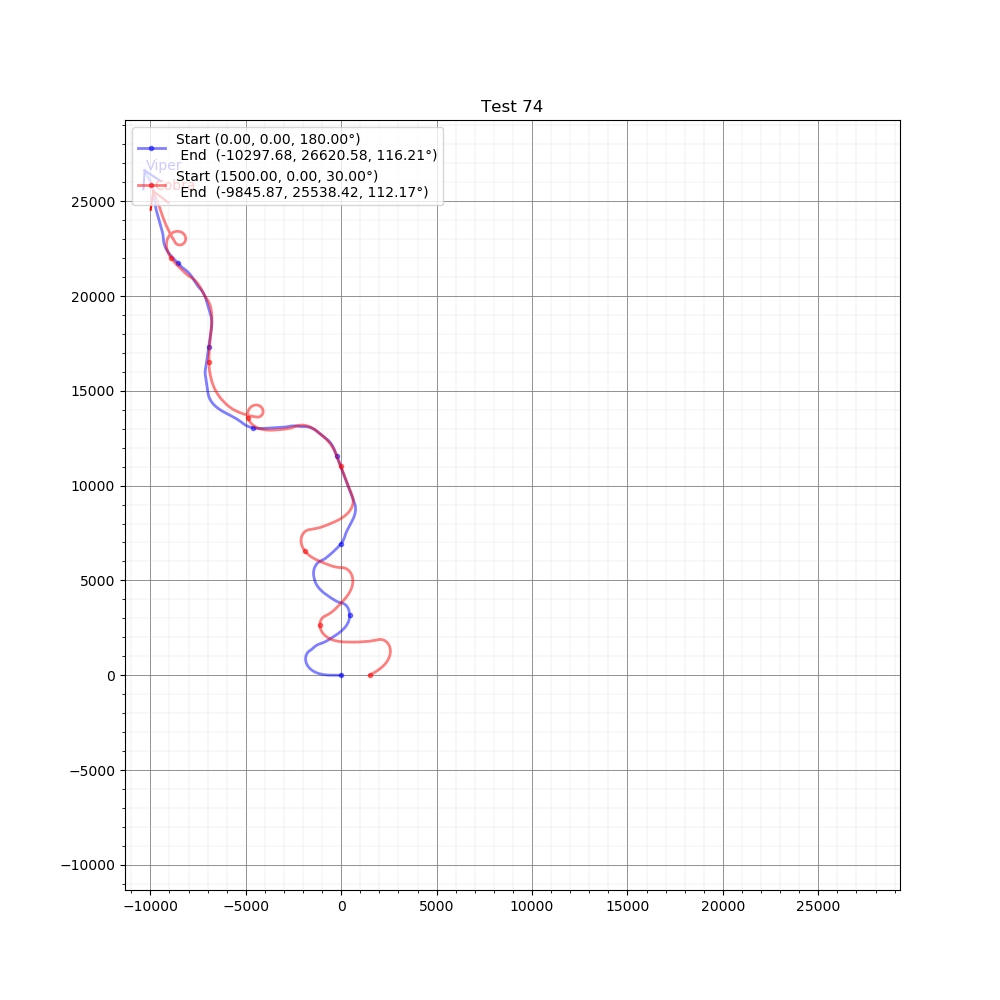 Test 74
Start (0.00, 0.00, 180.00°)
End (-10297.68, 26620.58, 116.21°)
Viper
Start (1500.00, 0.00, 30.00°)
Cobra
End (-9845.87, 25538.42, 112.17°)
25000
20000
15000
10000
5000
0
−5000
−10000
−10000 −5000 0 5000 10000 15000 20000 25000